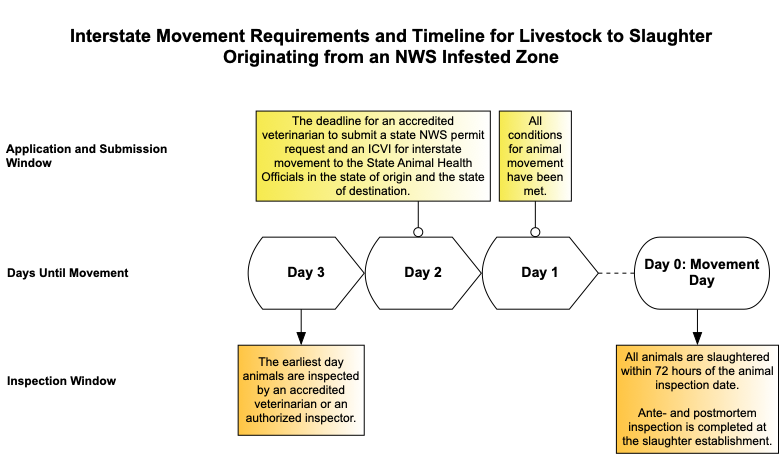 Interstate Movement Requirements and Timeline for Livestock to Slaughter
Originating from an NWS Infested Zone
Application and Submission
Window
The deadline for an accredited
veterinarian to submit a state NWS permit
request and an ICVI for interstate
movement to the State Animal Health
Officials in the state of origin and the state
of destination.
All
conditions
for animal
movement
have been
met.
Days Until Movement
Day 3
Day 2
Day 1
Day 0: Movement
Day
Inspection Window
The earliest day
animals are inspected
by an accredited
veterinarian or an
authorized inspector.
All animals are slaughtered
within 72 hours of the animal
inspection date.
Ante- and postmortem
inspection is completed at
the slaughter establishment.